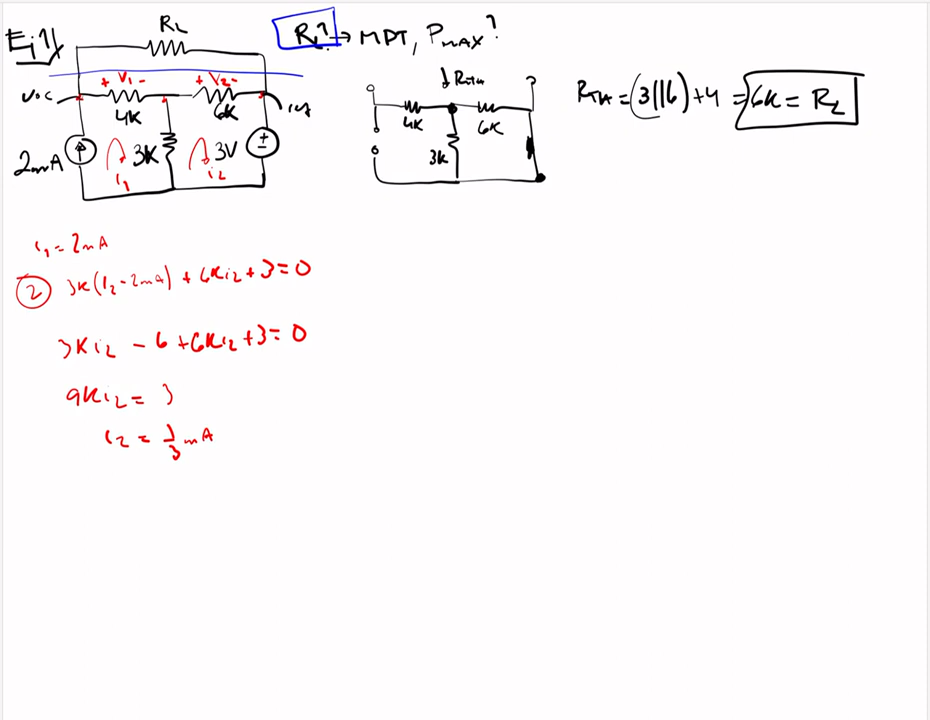 Ej 1
RL
RL? → MPT, PMAX?
+ V1 - + V2 -
Voc
4K 6K
2mA 3K 3V + -
i1 i2
↓ RTH
4K 6K
3K
RTH = (3||6)+4 = 6K = RL
i1 = 2mA
② 3K(i2 - 2mA) + 6Ki2 + 3 = 0
3Ki2 - 6 + 6Ki2 + 3 = 0
9Ki2 = 3
i2 = 1/3 mA